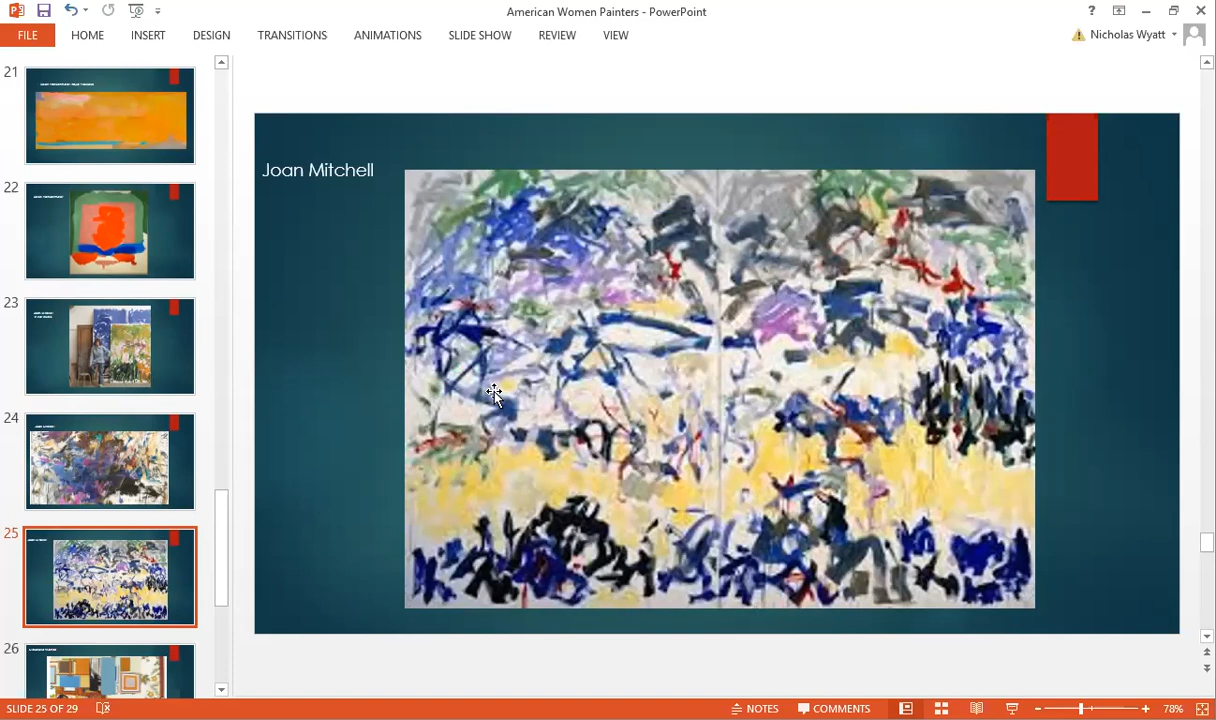 American Women Painters - PowerPoint
?
FILE
HOME
INSERT
DESIGN
TRANSITIONS
ANIMATIONS
SLIDE SHOW
REVIEW
VIEW
Nicholas Wyatt
21
22
23
24
25
26
Joan Mitchell
SLIDE 25 OF 29
NOTES
COMMENTS
78%